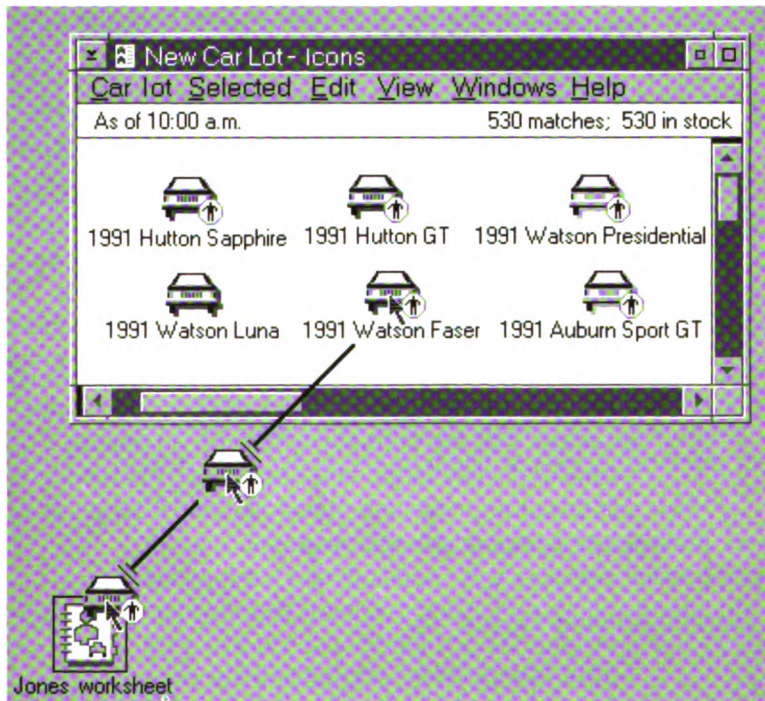 New Car Lot - Icons
Car lot Selected Edit View Windows Help
As of 10:00 a.m. 530 matches; 530 in stock
1991 Hutton Sapphire 1991 Hutton GT 1991 Watson Presidential
1991 Watson Luna 1991 Watson Faser 1991 Auburn Sport GT
Jones worksheet